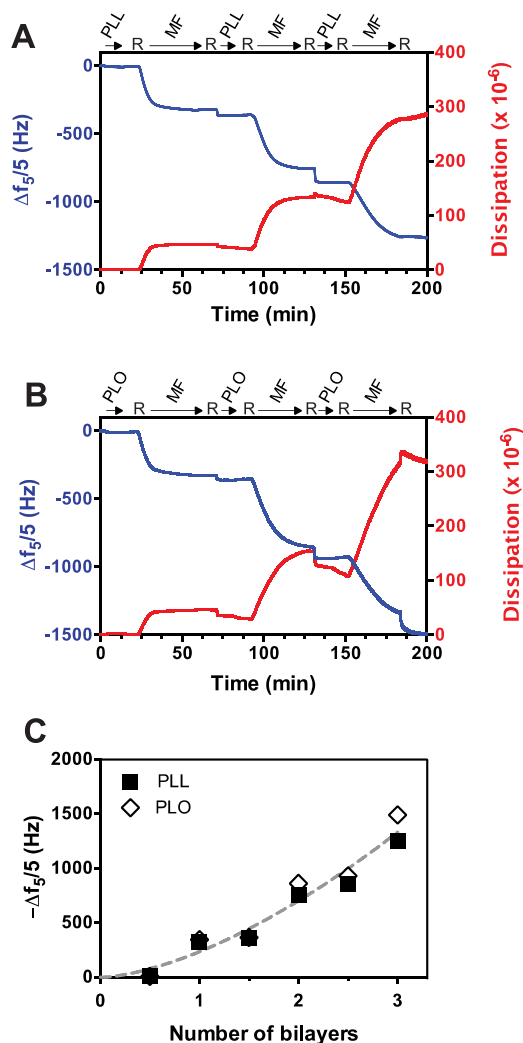 A
PLL R MF R PLL R MF R PLL R MF R
0
-500
-1000
-1500
Δf5/5 (Hz)
400
300
200
100
0
Dissipation (x 10-6)
0 50 100 150 200
Time (min)
B
PLO R MF R PLO R MF R PLO R MF R
0
-500
-1000
-1500
Δf5/5 (Hz)
400
300
200
100
0
Dissipation (x 10-6)
0 50 100 150 200
Time (min)
C
2000
1500
1000
500
0
−Δf5/5 (Hz)
PLL
PLO
0 1 2 3
Number of bilayers